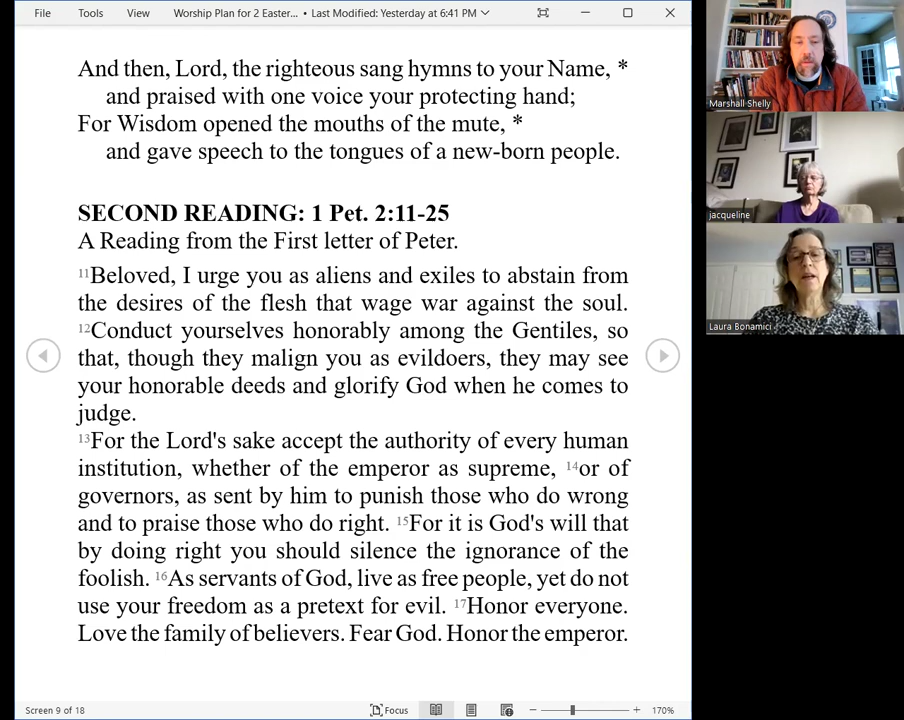 File Tools View Worship Plan for 2 Easter... • Last Modified: Yesterday at 6:41 PM
And then, Lord, the righteous sang hymns to your Name, *
and praised with one voice your protecting hand;
For Wisdom opened the mouths of the mute, *
and gave speech to the tongues of a new-born people.
SECOND READING: 1 Pet. 2:11-25
A Reading from the First letter of Peter.
11Beloved, I urge you as aliens and exiles to abstain from
the desires of the flesh that wage war against the soul.
12Conduct yourselves honorably among the Gentiles, so
that, though they malign you as evildoers, they may see
your honorable deeds and glorify God when he comes to
judge.
13For the Lord's sake accept the authority of every human
institution, whether of the emperor as supreme, 14or of
governors, as sent by him to punish those who do wrong
and to praise those who do right. 15For it is God's will that
by doing right you should silence the ignorance of the
foolish. 16As servants of God, live as free people, yet do not
use your freedom as a pretext for evil. 17Honor everyone.
Love the family of believers. Fear God. Honor the emperor.
Screen 9 of 18 Focus 170%
Marshall Shelly
jacqueline
Laura Bonamici